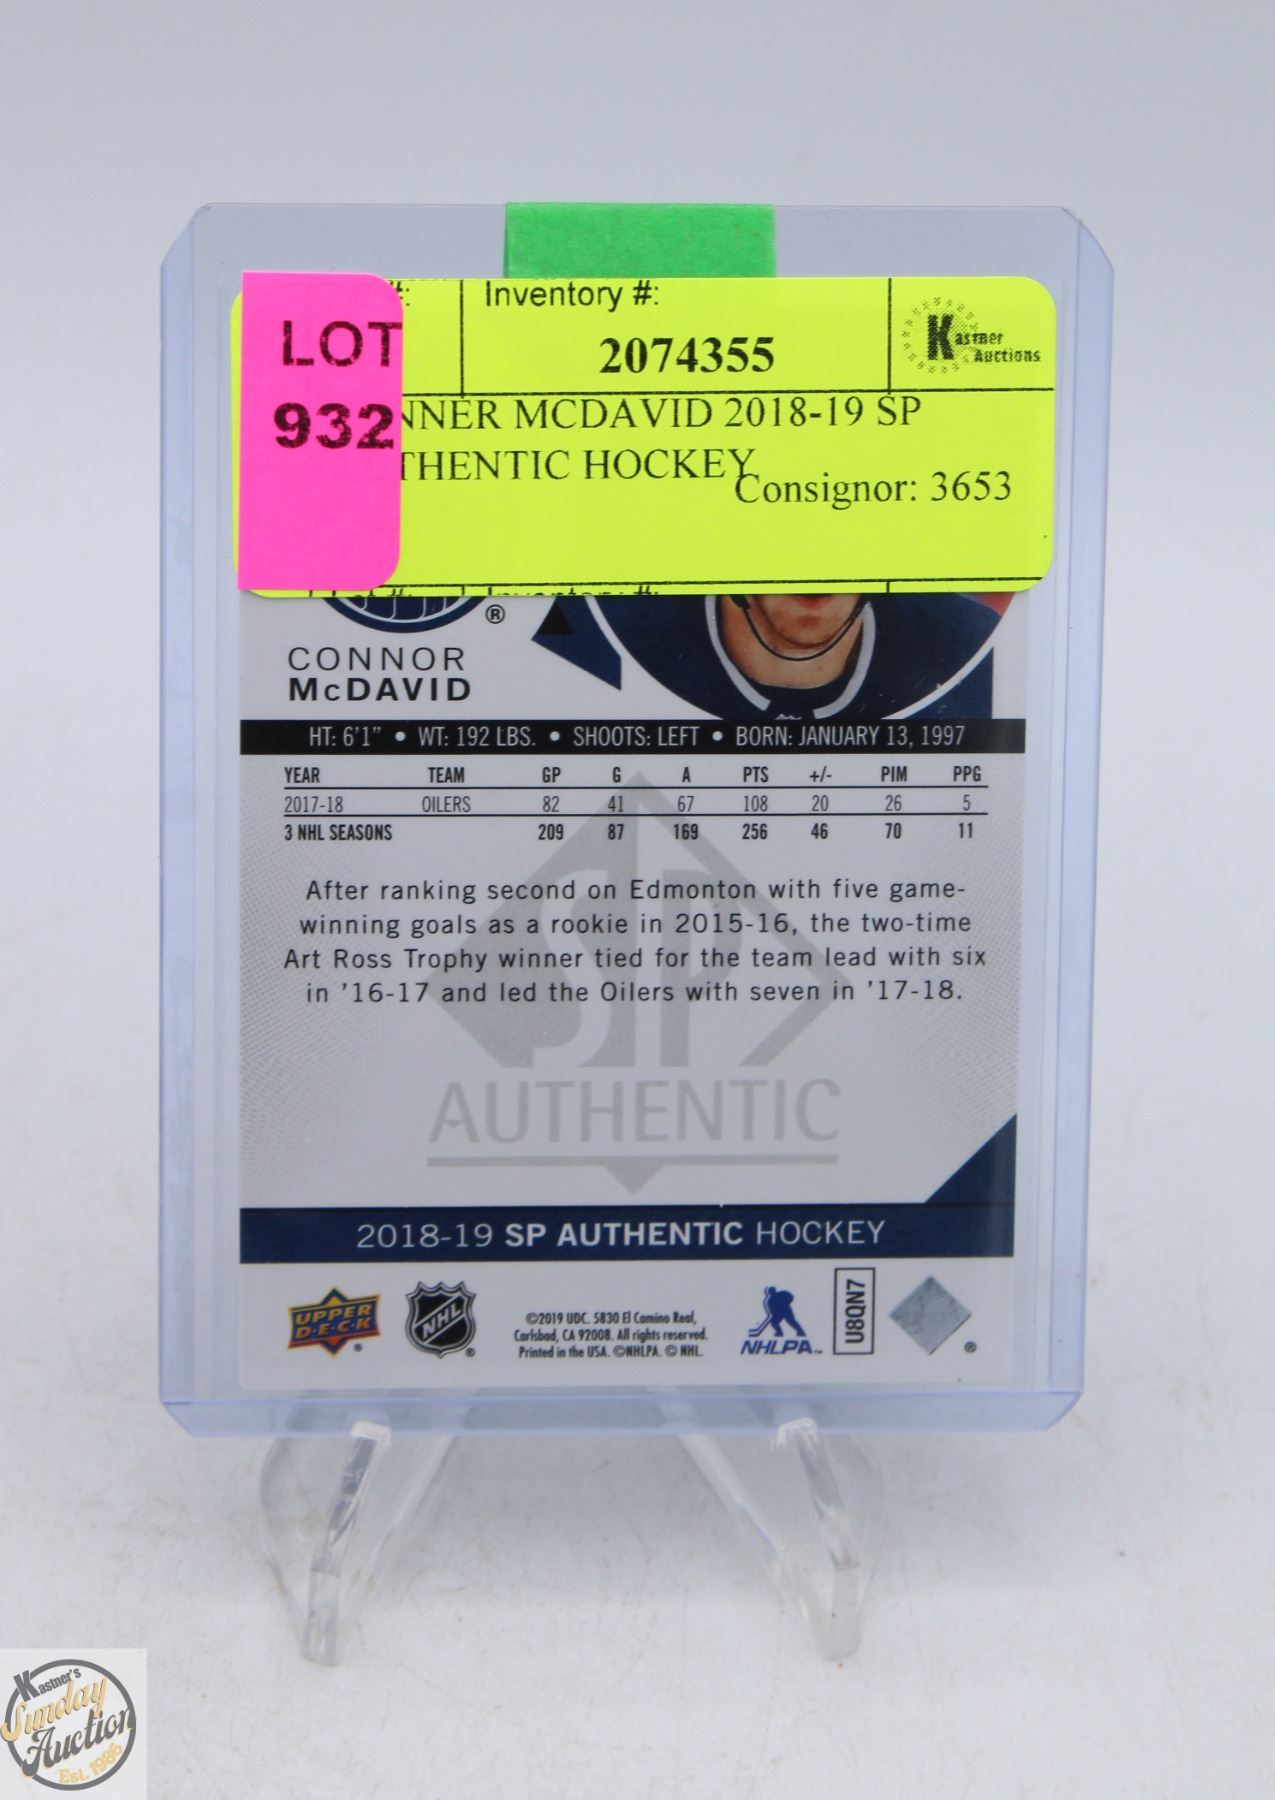 LOT
932
Inventory #:
2074355
Kastner
Auctions
NNER MCDAVID 2018-19 SP
THENTIC HOCKEY
Consignor: 3653
®
CONNOR
McDAVID
HT: 6'1" • WT: 192 LBS. • SHOOTS: LEFT • BORN: JANUARY 13, 1997
YEAR TEAM GP G A PTS +/- PIM PPG
2017-18 OILERS 82 41 67 108 20 26 5
3 NHL SEASONS 209 87 169 256 46 70 11
After ranking second on Edmonton with five game-
winning goals as a rookie in 2015-16, the two-time
Art Ross Trophy winner tied for the team lead with six
in '16-17 and led the Oilers with seven in '17-18.
SP
AUTHENTIC
2018-19 SP AUTHENTIC HOCKEY
UPPER
D·E·C·K
NHL
©2019 UDC. 5830 El Camino Real,
Carlsbad, CA 92008. All rights reserved.
Printed in the USA. ©NHLPA. © NHL.
NHLPA
U8QN7
®
Kastner's
Sunday
Auction
Est. 1986